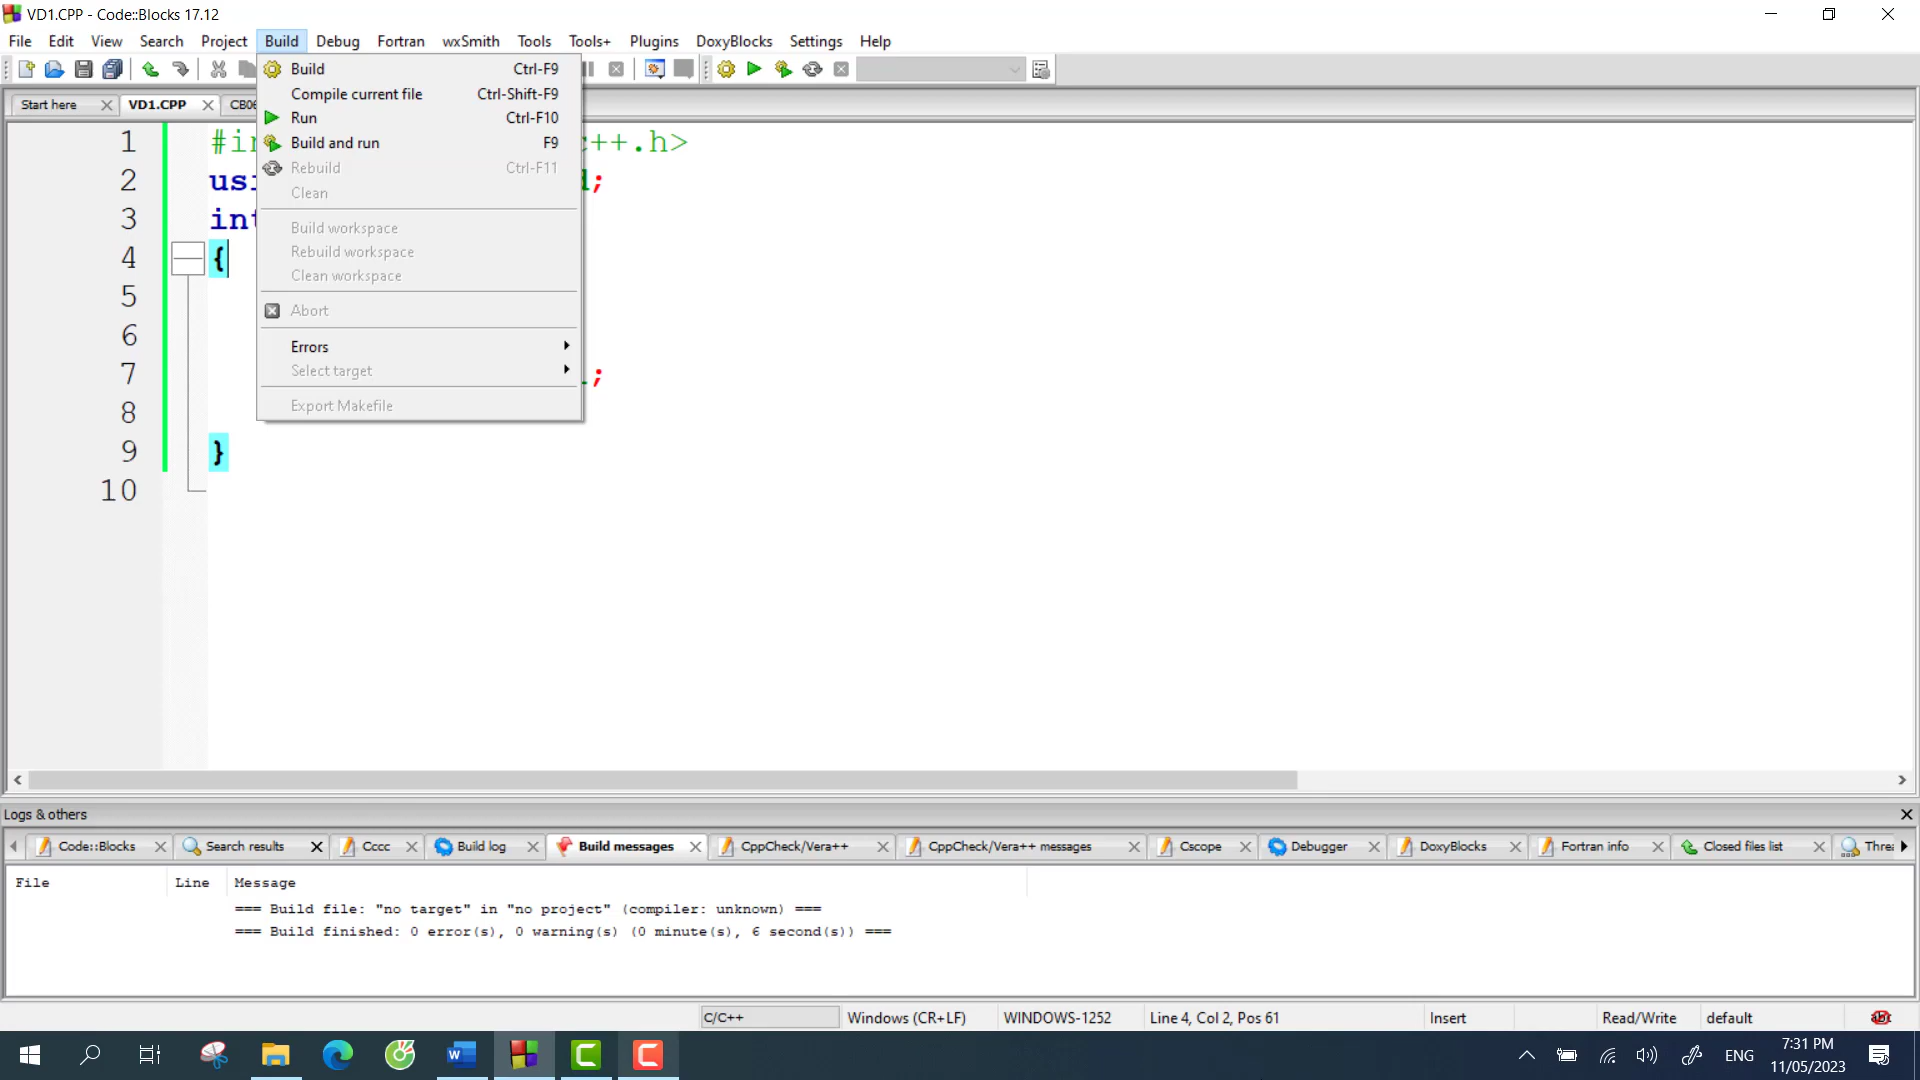 VD1.CPP - Code::Blocks 17.12
File Edit View Search Project Build Debug Fortran wxSmith Tools Tools+ Plugins DoxyBlocks Settings Help
Start here VD1.CPP CB0
Build Ctrl-F9
Compile current file Ctrl-Shift-F9
Run Ctrl-F10
Build and run F9
Rebuild Ctrl-F11
Clean
Build workspace
Rebuild workspace
Clean workspace
Abort
Errors
Select target
Export Makefile
1 #in c++.h>
2 usi d;
3 int
4 {
5
6
7 ;
8
9 }
10
Logs & others
Code::Blocks Search results Cccc Build log Build messages CppCheck/Vera++ CppCheck/Vera++ messages Cscope Debugger DoxyBlocks Fortran info Closed files list Threa
File Line Message
=== Build file: "no target" in "no project" (compiler: unknown) ===
=== Build finished: 0 error(s), 0 warning(s) (0 minute(s), 6 second(s)) ===
C/C++ Windows (CR+LF) WINDOWS-1252 Line 4, Col 2, Pos 61 Insert Read/Write default
ENG 7:31 PM
11/05/2023